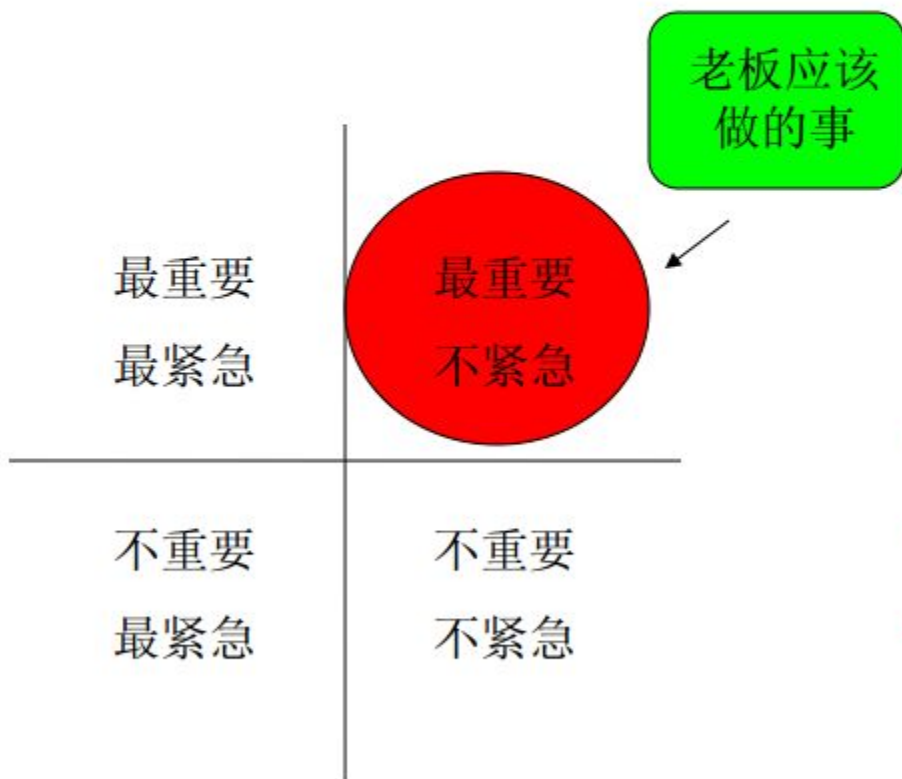 老板应该
做的事
最重要
最紧急
最重要
不紧急
不重要
最紧急
不重要
不紧急